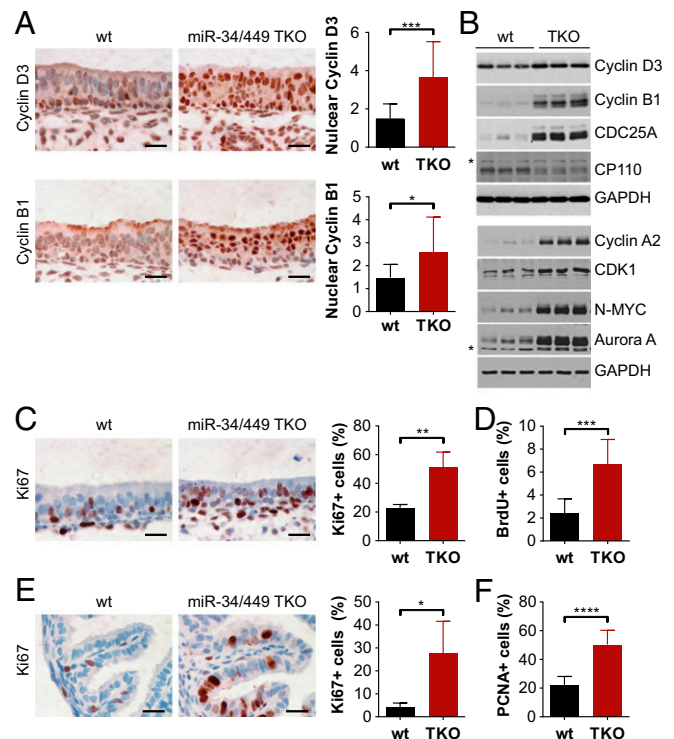 A
wt
miR-34/449 TKO
Cyclin D3
Nulcear Cyclin D3
6
4
2
0
***
wt
TKO
Cyclin B1
Nuclear Cyclin B1
5
4
3
2
1
0
*
wt
TKO
B
wt
TKO
Cyclin D3
Cyclin B1
CDC25A
*
CP110
GAPDH
Cyclin A2
CDK1
N-MYC
Aurora A
*
GAPDH
C
wt
miR-34/449 TKO
Ki67
Ki67+ cells (%)
80
60
40
20
0
**
wt
TKO
D
BrdU+ cells (%)
10
8
6
4
2
0
***
wt
TKO
E
wt
miR-34/449 TKO
Ki67
Ki67+ cells (%)
50
40
30
20
10
0
*
wt
TKO
F
PCNA+ cells (%)
80
60
40
20
0
****
wt
TKO